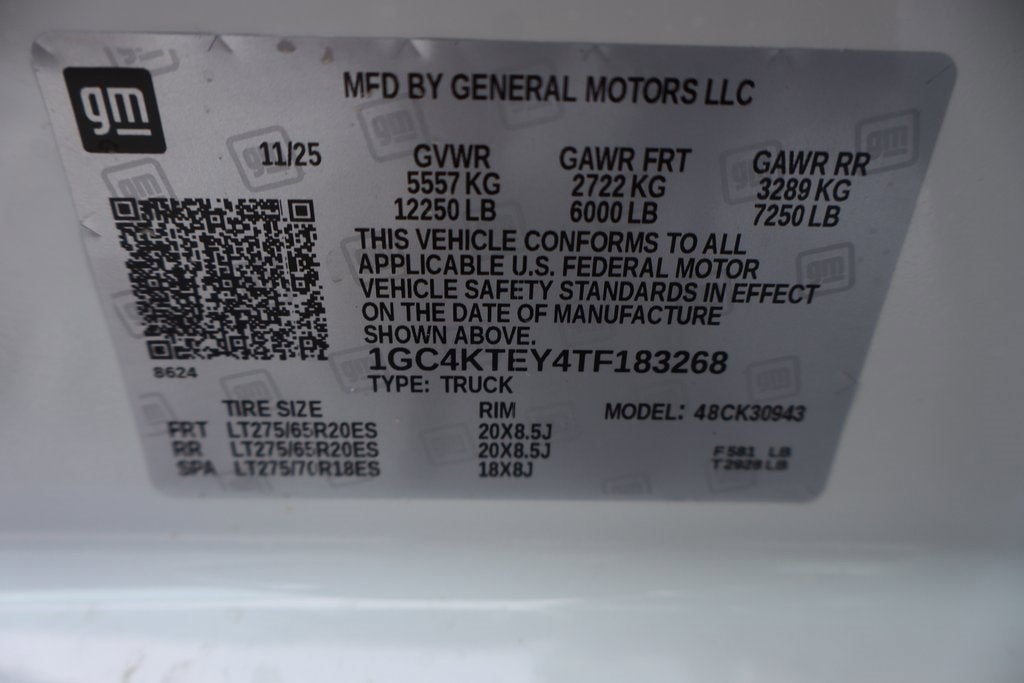 gm
MFD BY GENERAL MOTORS LLC
11/25 GVWR GAWR FRT GAWR RR
5557 KG 2722 KG 3289 KG
12250 LB 6000 LB 7250 LB
THIS VEHICLE CONFORMS TO ALL
APPLICABLE U.S. FEDERAL MOTOR
VEHICLE SAFETY STANDARDS IN EFFECT
ON THE DATE OF MANUFACTURE
SHOWN ABOVE.
1GC4KTEY4TF183268
8624
TYPE: TRUCK
TIRE SIZE RIM MODEL: 48CK30943
FRT LT275/65R20ES 20X8.5J
RR LT275/65R20ES 20X8.5J
SPA LT275/70R18ES 18X8J
F 581 LB
T 2928 LB